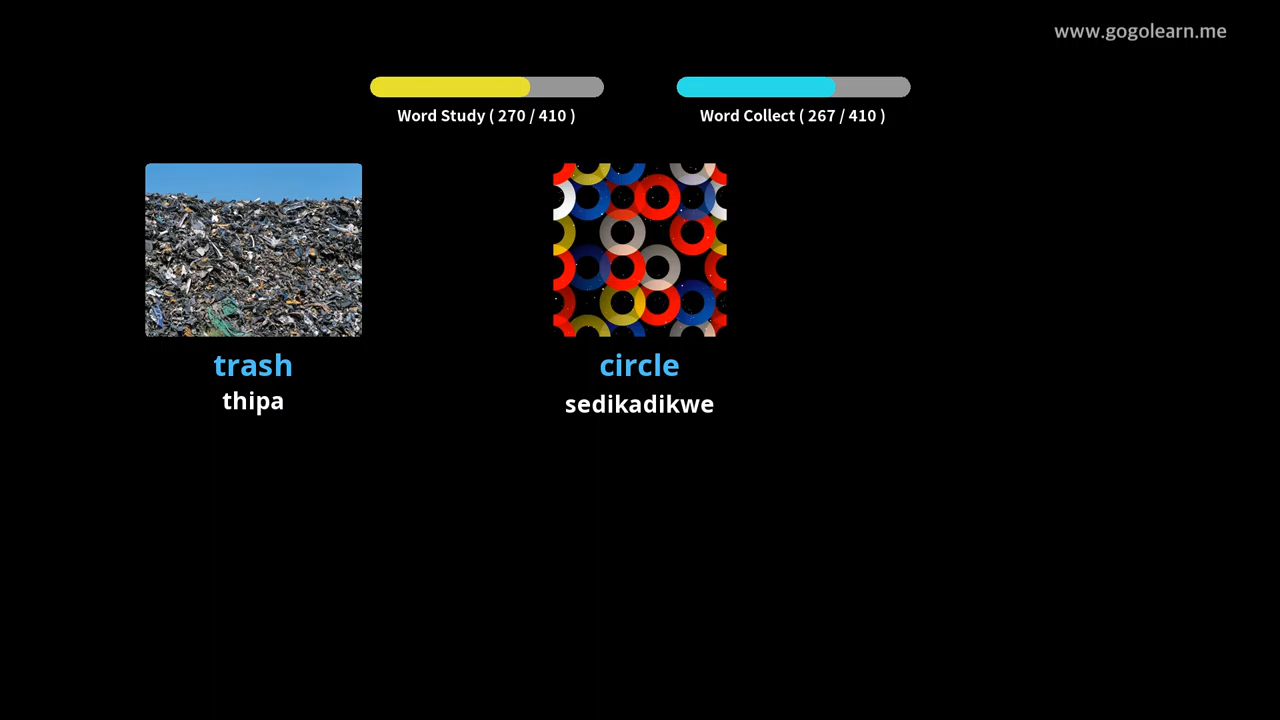 www.gogolearn.me
Word Study ( 270 / 410 )
Word Collect ( 267 / 410 )
trash
thipa
circle
sedikadikwe